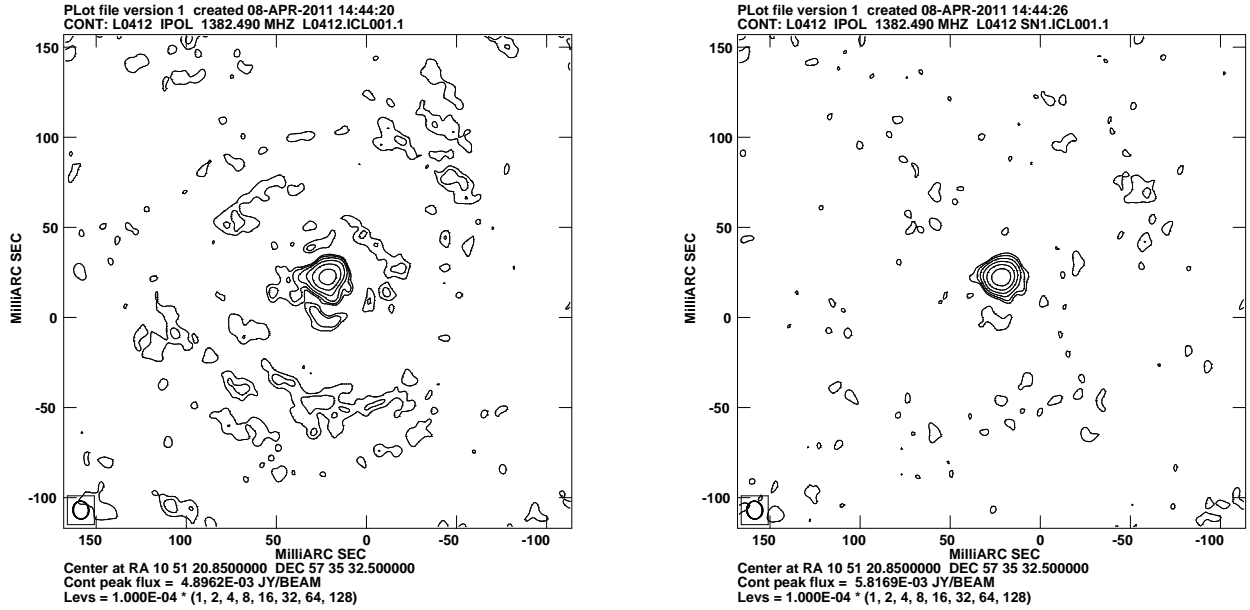 PLot file version 1 created 08-APR-2011 14:44:20
CONT: L0412 IPOL 1382.490 MHZ L0412.ICL001.1
150
100
50
0
-50
-100
MilliARC SEC
150 100 50 0 -50 -100
MilliARC SEC
Center at RA 10 51 20.8500000 DEC 57 35 32.500000
Cont peak flux = 4.8962E-03 JY/BEAM
Levs = 1.000E-04 * (1, 2, 4, 8, 16, 32, 64, 128)
PLot file version 1 created 08-APR-2011 14:44:26
CONT: L0412 IPOL 1382.490 MHZ L0412 SN1.ICL001.1
150
100
50
0
-50
-100
MilliARC SEC
150 100 50 0 -50 -100
MilliARC SEC
Center at RA 10 51 20.8500000 DEC 57 35 32.500000
Cont peak flux = 5.8169E-03 JY/BEAM
Levs = 1.000E-04 * (1, 2, 4, 8, 16, 32, 64, 128)